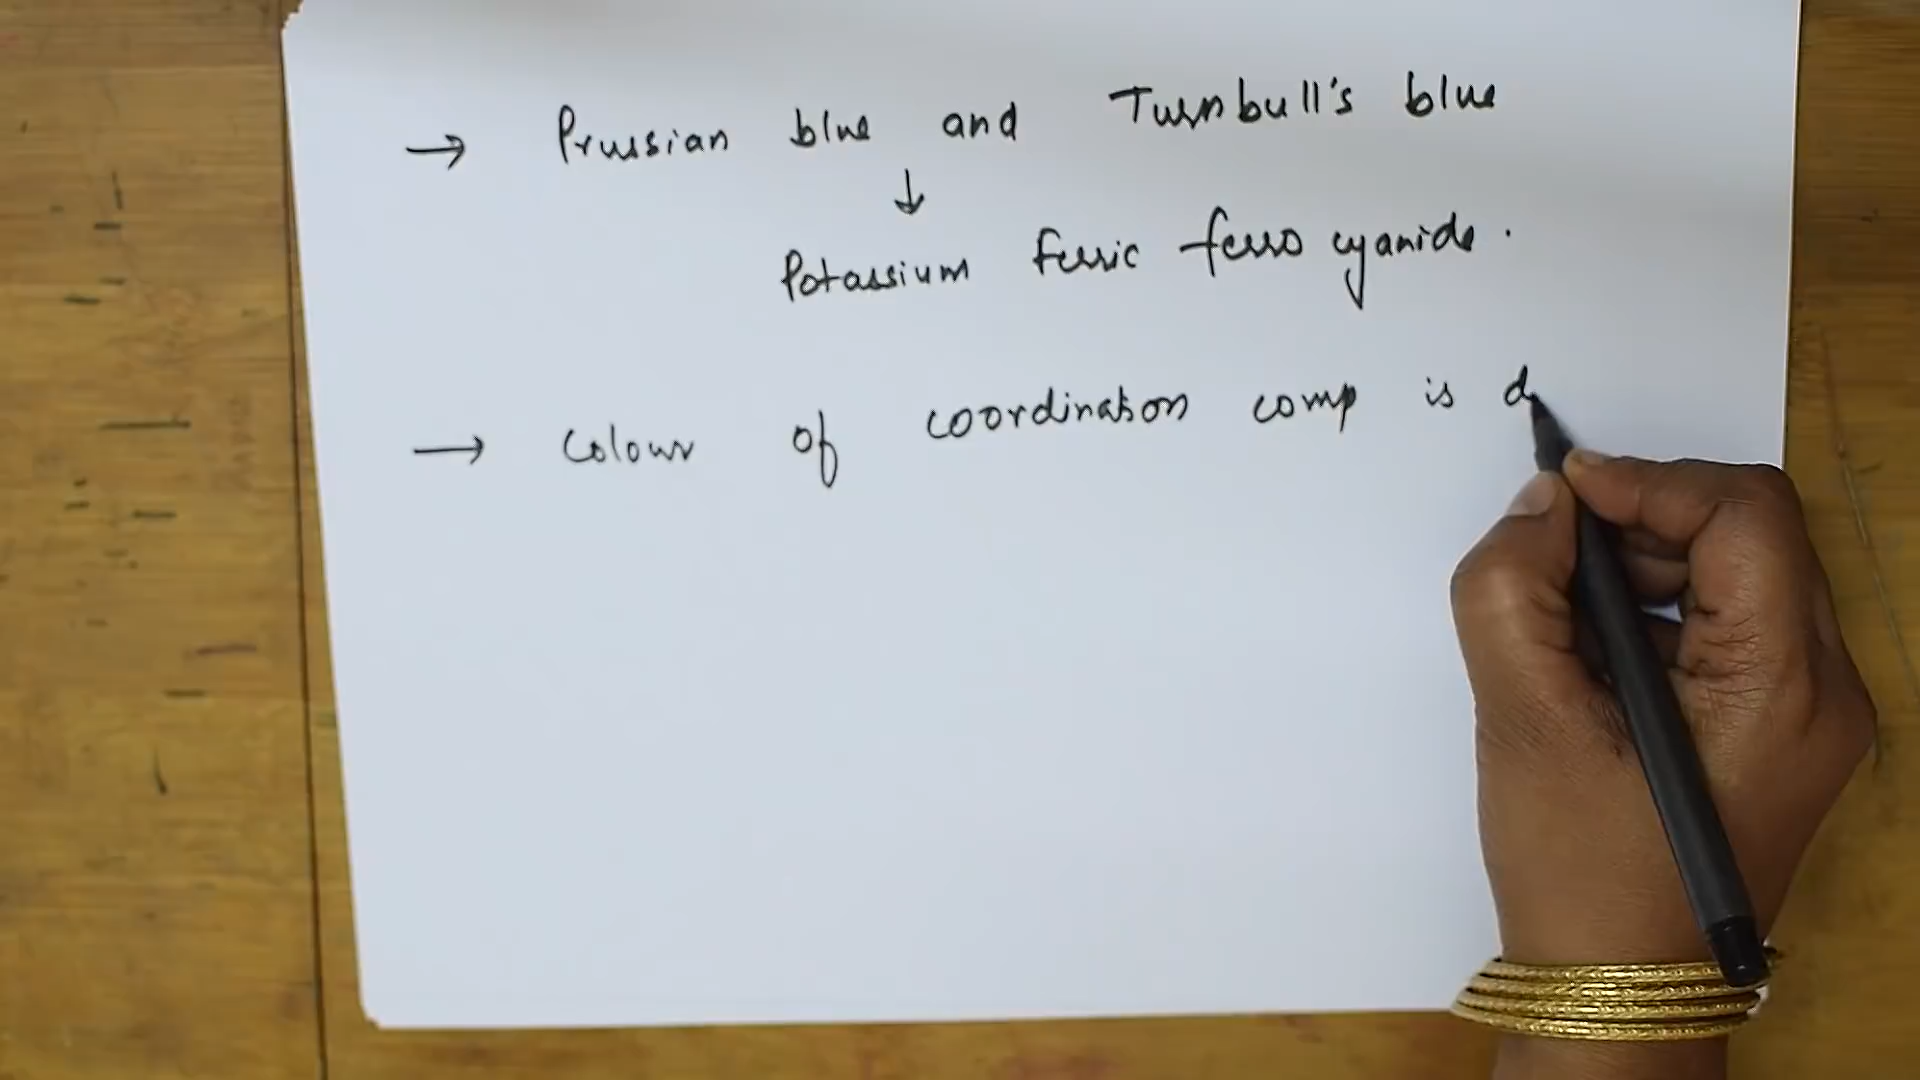 → Prussian blue and Turnbull's blue
↓
Potassium ferric ferro cyanide.
→ colour of coordination comp is d